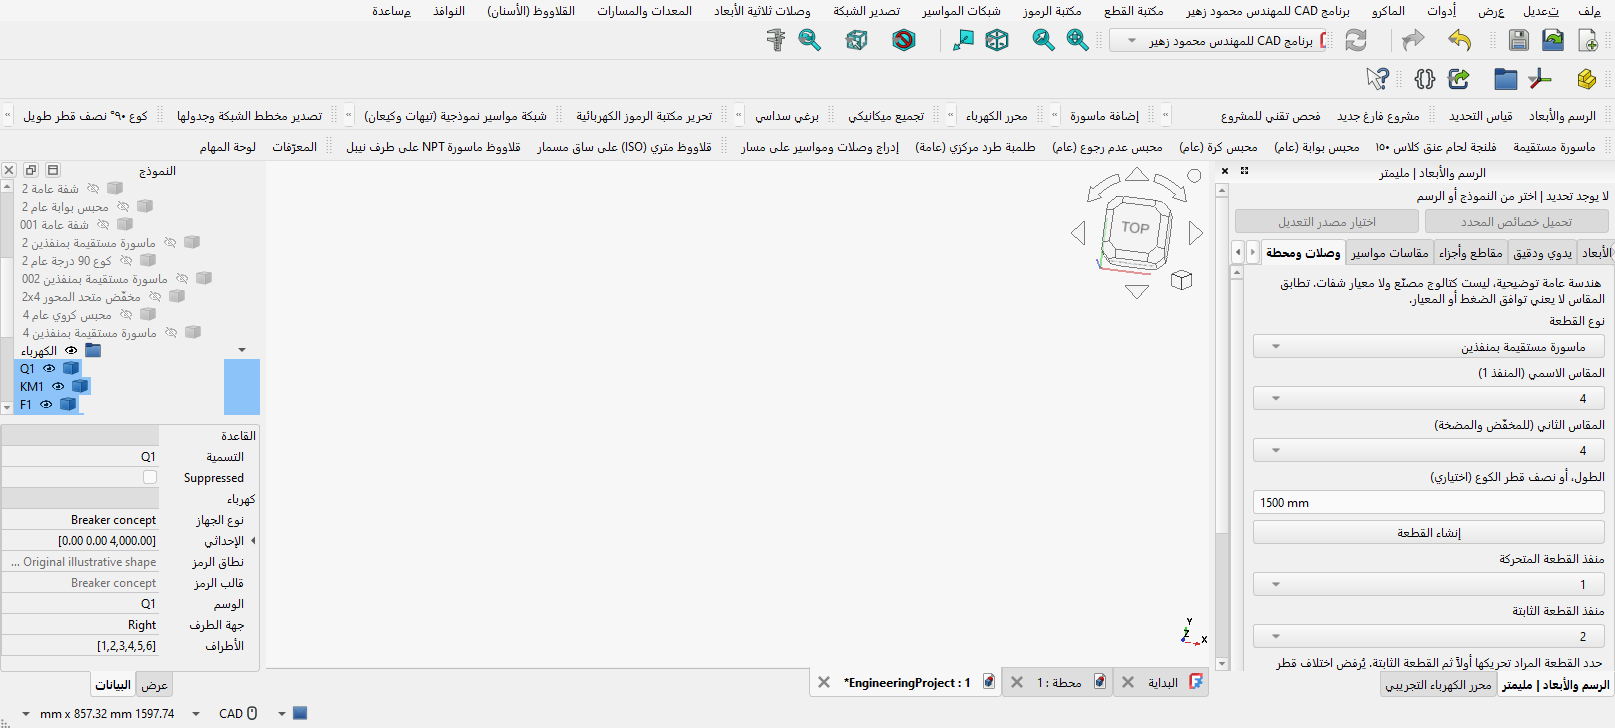 ملف
تعديل
عرض
أدوات
الماكرو
برنامج CAD للمهندس محمود زهير
مكتبة القطع
مكتبة الرموز
شبكات المواسير
تصدير الشبكة
وصلات ثلاثية الأبعاد
المعدات والمسارات
القلاووظ (الأسنان)
النوافذ
مساعدة
برنامج CAD للمهندس محمود زهير
الرسم والأبعاد
قياس التحديد
مشروع فارغ جديد
فحص تقني للمشروع
«
إضافة ماسورة
«
محرر الكهرباء
«
تجميع ميكانيكي
برغي سداسي
«
تحرير مكتبة الرموز الكهربائية
شبكة مواسير نموذجية (تيهات وكيعان)
«
تصدير مخطط الشبكة وجدولها
كوع ٩٠° نصف قطر طويل
«
ماسورة مستقيمة
فلنجة لحام عنق كلاس ١٥٠
محبس بوابة (عام)
محبس كرة (عام)
محبس عدم رجوع (عام)
طلمبة طرد مركزي (عامة)
إدراج وصلات ومواسير على مسار
قلاووظ متري (ISO) على ساق مسمار
قلاووظ ماسورة NPT على طرف نيبل
المعرّفات
لوحة المهام
الرسم والأبعاد | مليمتر
لا يوجد تحديد | اختر من النموذج أو الرسم
تحميل خصائص المحدد
اختيار مصدر التعديل
الأبعاد
يدوي ودقيق
مقاطع وأجزاء
مقاسات مواسير
وصلات ومحطة
هندسة عامة توضيحية، ليست كتالوج مصنّع ولا معيار شفات. تطابق
المقاس لا يعني توافق الضغط أو المعيار.
نوع القطعة
ماسورة مستقيمة بمنفذين
المقاس الاسمي (المنفذ 1)
4
المقاس الثاني (للمخفّض والمضخة)
4
الطول، أو نصف قطر الكوع (اختياري)
1500 mm
إنشاء القطعة
منفذ القطعة المتحركة
1
منفذ القطعة الثابتة
2
حدد القطعة المراد تحريكها أولاً ثم القطعة الثابتة. يُرفض اختلاف قطر
الرسم والأبعاد | مليمتر
محرر الكهرباء التجريبي
TOP
Y
Z
X
البداية
محطة : 1
EngineeringProject : 1*
النموذج
شفة عامة 2
محبس بوابة عام 2
شفة عامة 001
ماسورة مستقيمة بمنفذين 2
كوع 90 درجة عام 2
ماسورة مستقيمة بمنفذين 002
مخفّض متحد المحور 2x4
محبس كروي عام 4
ماسورة مستقيمة بمنفذين 4
الكهرباء
Q1
KM1
F1
القاعدة
التسمية
Q1
Suppressed
كهرباء
نوع الجهاز
Breaker concept
الإحداثي
[0.00 0.00 4,000.00]
نطاق الرمز
... Original illustrative shape
قالب الرمز
Breaker concept
الوسم
Q1
جهة الطرف
Right
الأطراف
[1,2,3,4,5,6]
عرض
البيانات
CAD
mm x 857.32 mm 1597.74